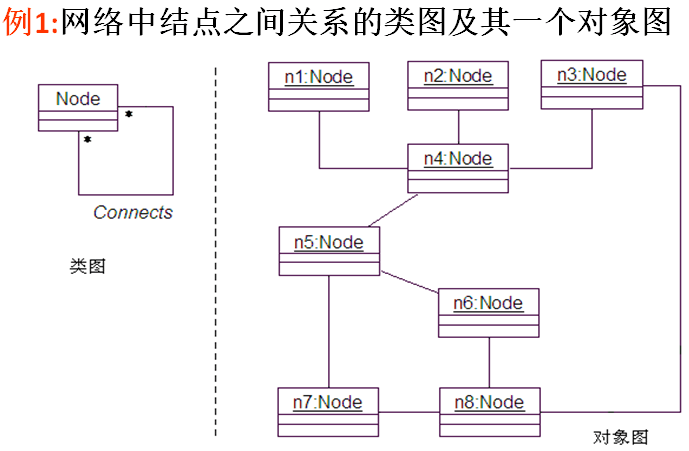 例1:网络中结点之间关系的类图及其一个对象图
Node
*
*
Connects
类图
n1:Node
n2:Node
n3:Node
n4:Node
n5:Node
n6:Node
n7:Node
n8:Node
对象图